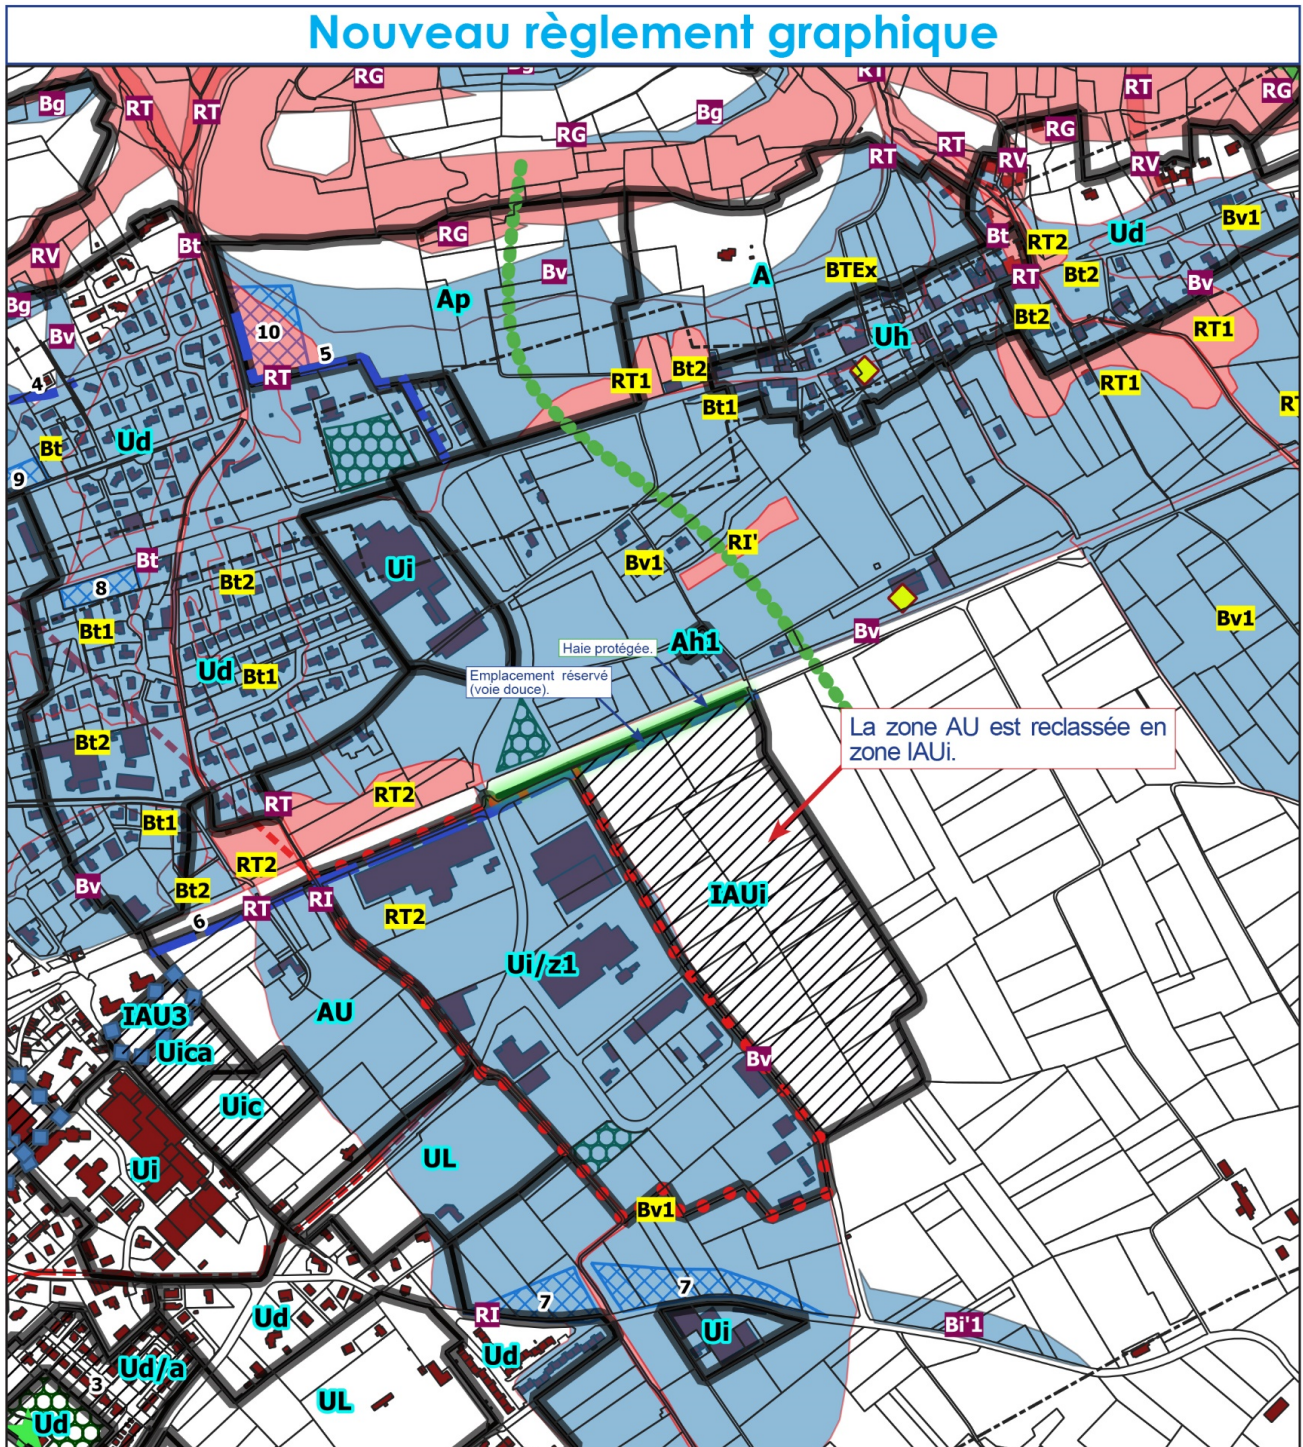 Nouveau règlement graphique
RG
RT
Bg
Bg
RT
RT
RT
RG
Bg
RG
RG
RT
RT
RV
RV
Bv1
RV
Bt
RG
Bt
RT2
Ud
Bv
BTEx
A
RT
Bt2
Bv
Ap
Bg
10
Bv
Uh
Bt2
RT1
5
4
RT
Bt2
RT1
RT1
Bt1
Ud
Bt
9
RI'
Bt
Ui
Bv1
8
Bt2
Bt1
Bv1
Bv
Haie protégée.
Ah1
Ud
Bt1
Emplacement réservé
(voie douce).
La zone AU est reclassée en
zone IAUi.
Bt2
RT2
RT
Bt1
RT2
Bv
Bt2
IAUi
RT
RI
6
RT2
Ui/z1
IAU3
AU
Uica
Bv
Uic
UL
Ui
Bv1
7
7
RI
Ud
Ui
Bi'1
Ud
Ud/a
3
UL
Ud